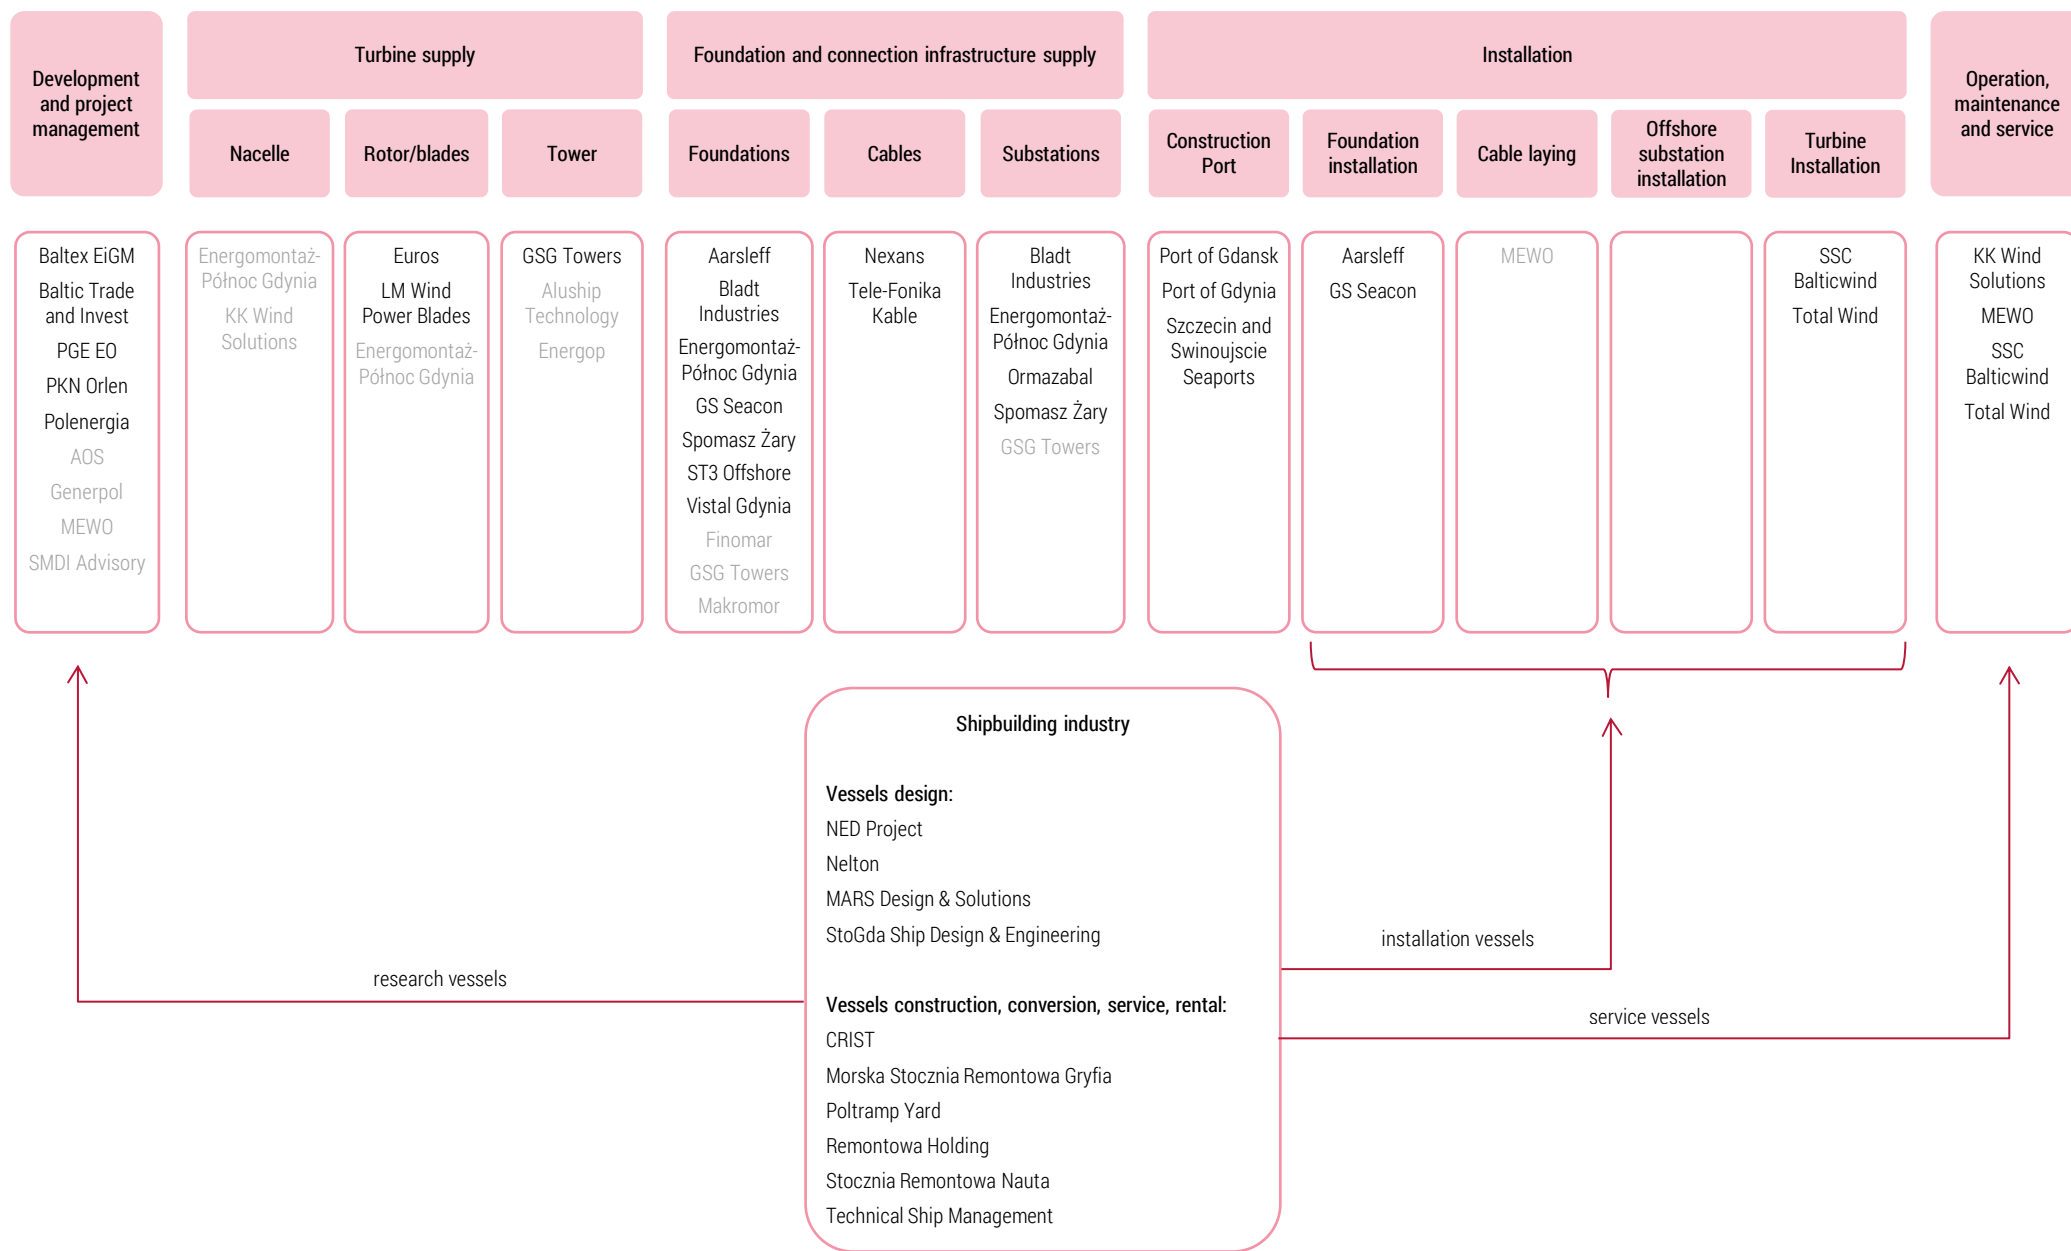 Development
and project
management
Turbine supply
Nacelle
Rotor/blades
Tower
Foundation and connection infrastructure supply
Foundations
Cables
Substations
Installation
Construction
Port
Foundation
installation
Cable laying
Offshore
substation
installation
Turbine
Installation
Operation,
maintenance
and service
Baltex EiGM
Baltic Trade
and Invest
PGE EO
PKN Orlen
Polenergia
AOS
Generpol
MEWO
SMDI Advisory
Energomontaż-
Północ Gdynia
KK Wind
Solutions
Euros
LM Wind
Power Blades
Energomontaż-
Północ Gdynia
GSG Towers
Aluship
Technology
Energop
Aarsleff
Bladt
Industries
Energomontaż-
Północ Gdynia
GS Seacon
Spomasz Żary
ST3 Offshore
Vistal Gdynia
Finomar
GSG Towers
Makromor
Nexans
Tele-Fonika
Kable
Bladt
Industries
Energomontaż-
Północ Gdynia
Ormazabal
Spomasz Żary
GSG Towers
Port of Gdansk
Port of Gdynia
Szczecin and
Swinoujscie
Seaports
Aarsleff
GS Seacon
MEWO
SSC
Balticwind
Total Wind
KK Wind
Solutions
MEWO
SSC
Balticwind
Total Wind
Shipbuilding industry
Vessels design:
NED Project
Nelton
MARS Design & Solutions
StoGda Ship Design & Engineering
Vessels construction, conversion, service, rental:
CRIST
Morska Stocznia Remontowa Gryfia
Poltramp Yard
Remontowa Holding
Stocznia Remontowa Nauta
Technical Ship Management
research vessels
installation vessels
service vessels